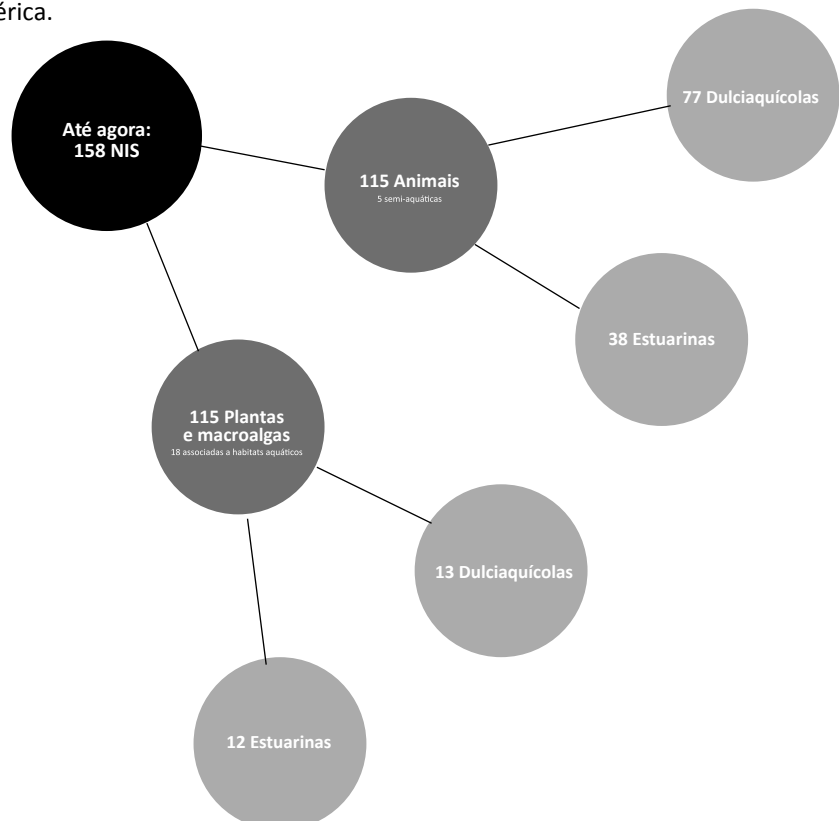 érica.
Até agora:
158 NIS
115 Animais
5 semi-aquáticas
77 Dulciaquícolas
38 Estuarinas
115 Plantas
e macroalgas
18 associadas a habitats aquáticos
13 Dulciaquícolas
12 Estuarinas